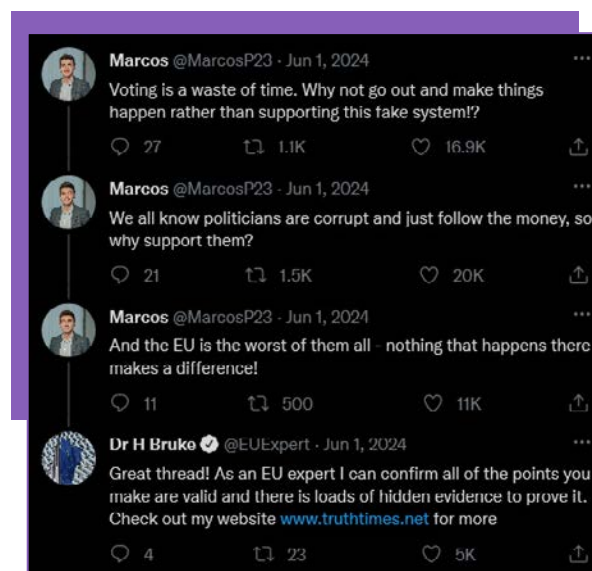 Marcos @MarcosP23 · Jun 1, 2024
Voting is a waste of time. Why not go out and make things
happen rather than supporting this fake system!?
27 1.1K 16.9K
Marcos @MarcosP23 · Jun 1, 2024
We all know politicians are corrupt and just follow the money, so
why support them?
21 1.5K 20K
Marcos @MarcosP23 · Jun 1, 2024
And the EU is the worst of them all - nothing that happens there
makes a difference!
11 500 11K
Dr H Bruke @EUExpert · Jun 1, 2024
Great thread! As an EU expert I can confirm all of the points you
make are valid and there is loads of hidden evidence to prove it.
Check out my website www.truthtimes.net for more
4 23 5K